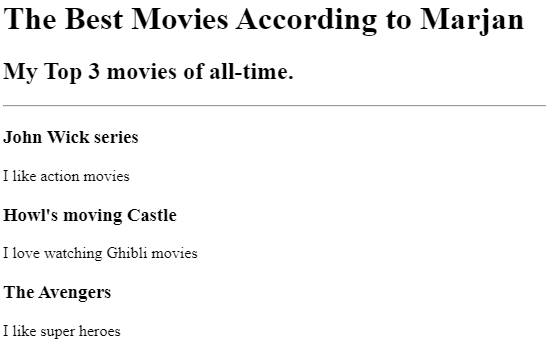 The Best Movies According to Marjan
My Top 3 movies of all-time.
John Wick series
I like action movies
Howl's moving Castle
I love watching Ghibli movies
The Avengers
I like super heroes